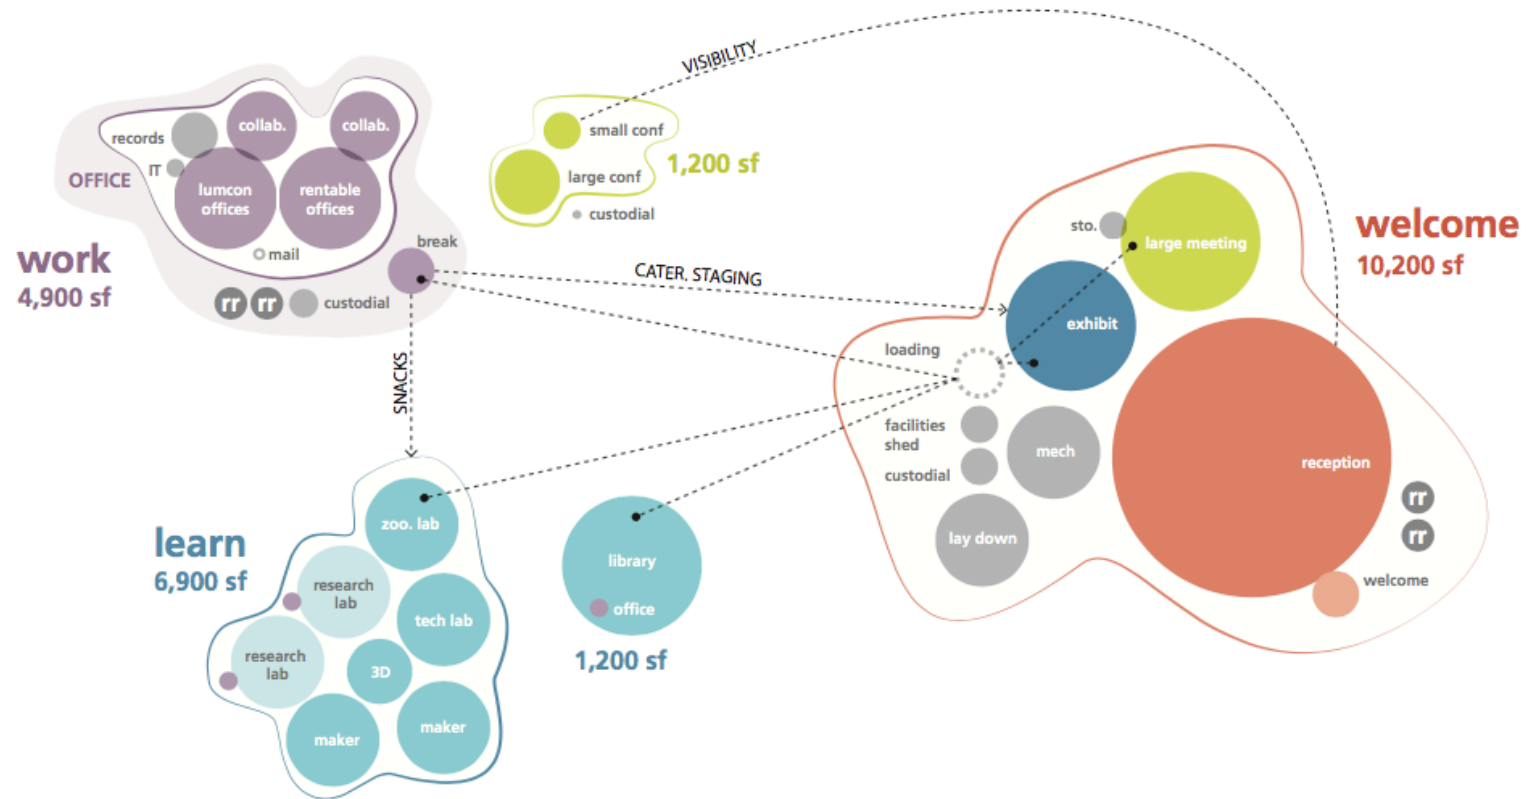 VISIBILITY
collab.
collab.
records
IT
OFFICE
lumcon
offices
rentable
offices
mail
break
rr
rr
custodial
work
4,900 sf
small conf
large conf
custodial
1,200 sf
CATER. STAGING
SNACKS
welcome
10,200 sf
sto.
large meeting
exhibit
loading
facilities
shed
custodial
mech
lay down
reception
rr
rr
welcome
learn
6,900 sf
zoo. lab
research
lab
tech lab
research
lab
3D
maker
maker
library
office
1,200 sf